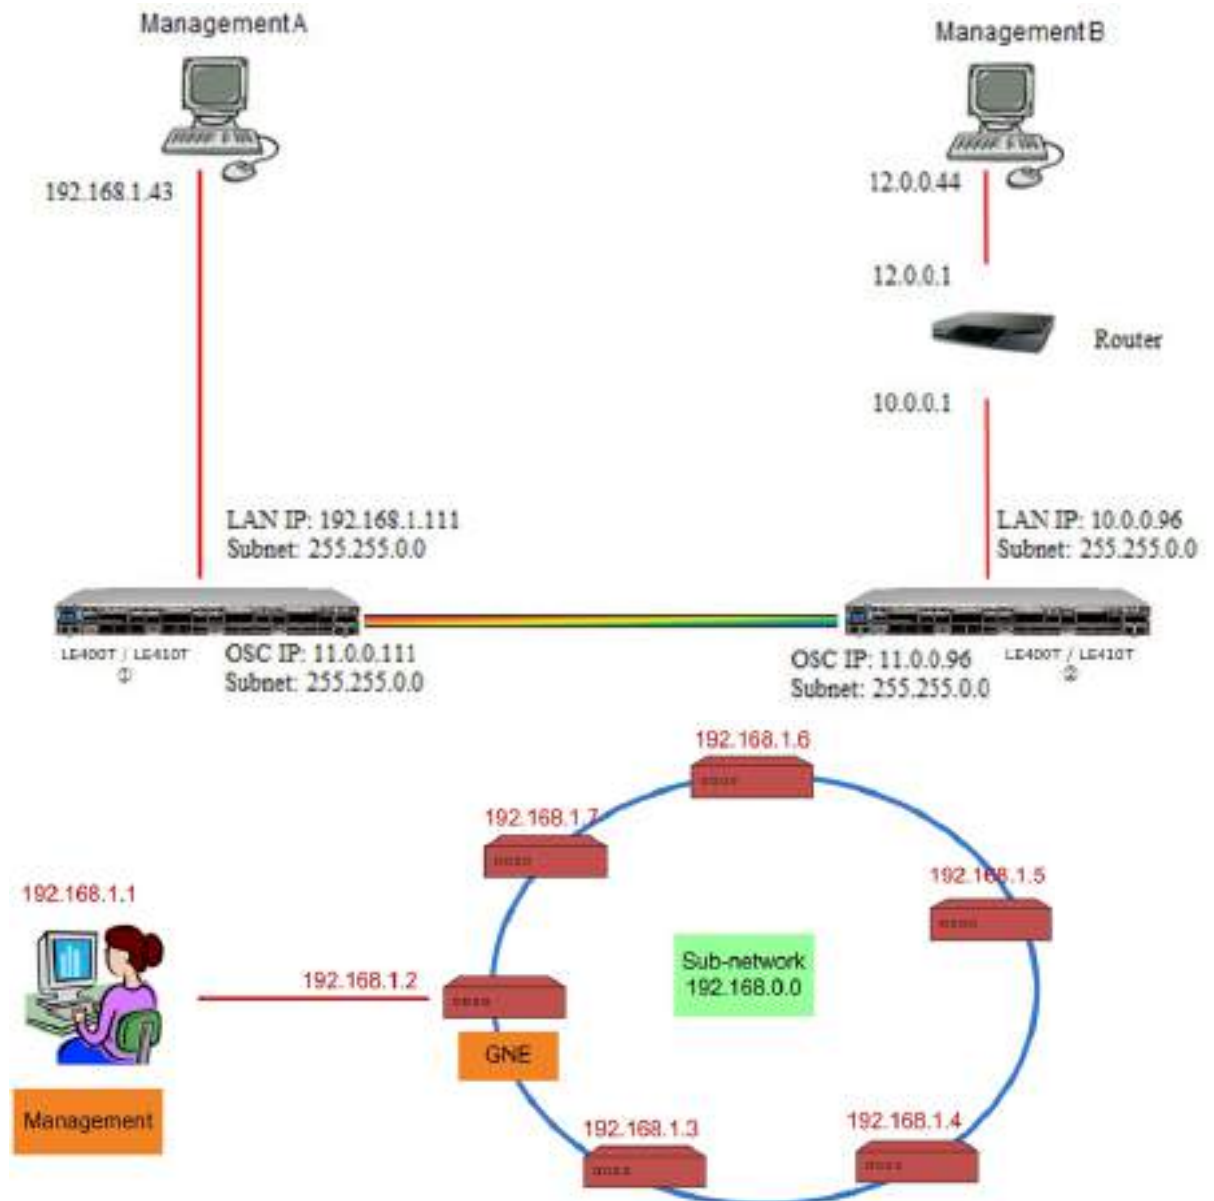 Management A
Management B
192.168.1.43
12.0.0.44
12.0.0.1
Router
10.0.0.1
LAN IP: 192.168.1.111
Subnet: 255.255.0.0
LAN IP: 10.0.0.96
Subnet: 255.255.0.0
LE400T / LE410T
①
OSC IP: 11.0.0.111
Subnet: 255.255.0.0
OSC IP: 11.0.0.96
Subnet: 255.255.0.0
LE400T / LE410T
②
192.168.1.6
192.168.1.7
192.168.1.5
192.168.1.1
192.168.1.2
Sub-network
192.168.0.0
GNE
Management
192.168.1.3
192.168.1.4